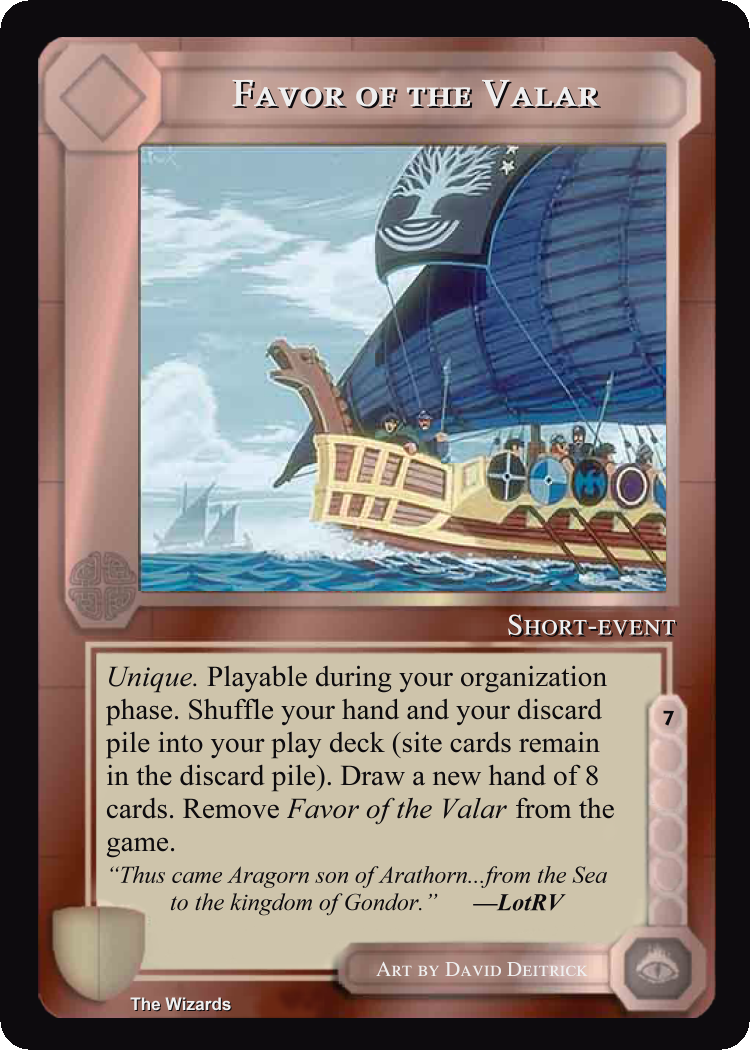 Favor of the Valar
Short-event
Unique. Playable during your organization
phase. Shuffle your hand and your discard
pile into your play deck (site cards remain
in the discard pile). Draw a new hand of 8
cards. Remove Favor of the Valar from the
game.
“Thus came Aragorn son of Arathorn...from the Sea
to the kingdom of Gondor.” —LotRV
7
Art by David Deitrick
The Wizards